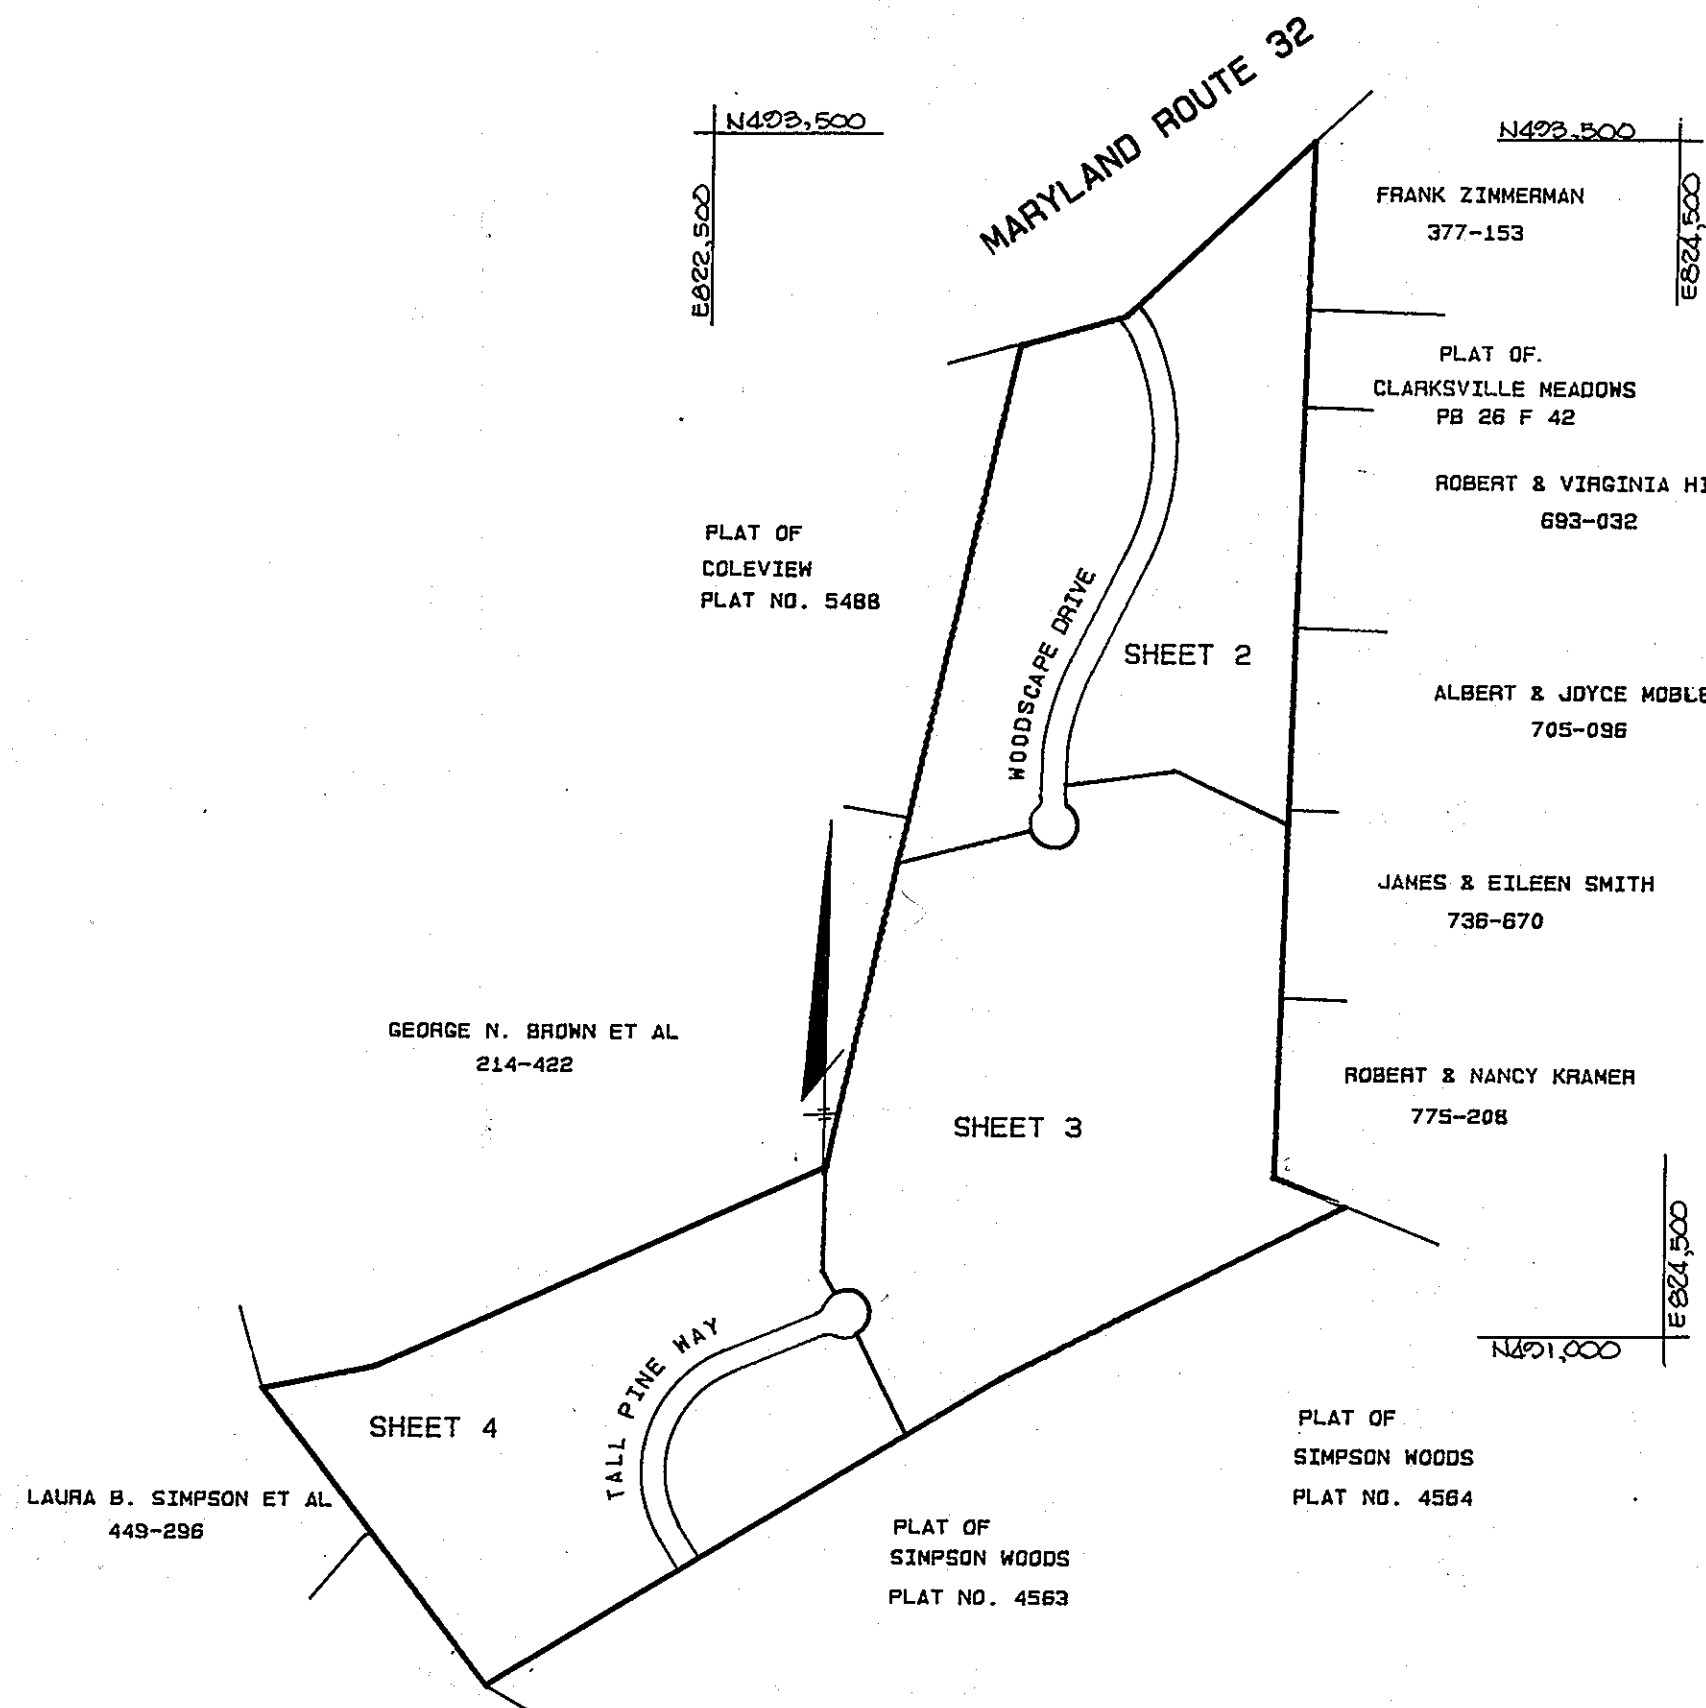 MARYLAND ROUTE 32
N493,500
N493,500
E822,500
E824,500
FRANK ZIMMERMAN
377-153
PLAT OF.
CLARKSVILLE MEADOWS
PB 26 F 42
ROBERT & VIRGINIA HI
693-032
PLAT OF
COLEVIEW
PLAT NO. 5488
WOODSCAPE DRIVE
SHEET 2
ALBERT & JOYCE MOBLE
705-096
JAMES & EILEEN SMITH
736-670
GEORGE N. BROWN ET AL
214-422
ROBERT & NANCY KRAMER
775-208
SHEET 3
E824,500
N491,000
TALL PINE WAY
SHEET 4
PLAT OF
SIMPSON WOODS
PLAT NO. 4564
LAURA B. SIMPSON ET AL
449-296
PLAT OF
SIMPSON WOODS
PLAT NO. 4563